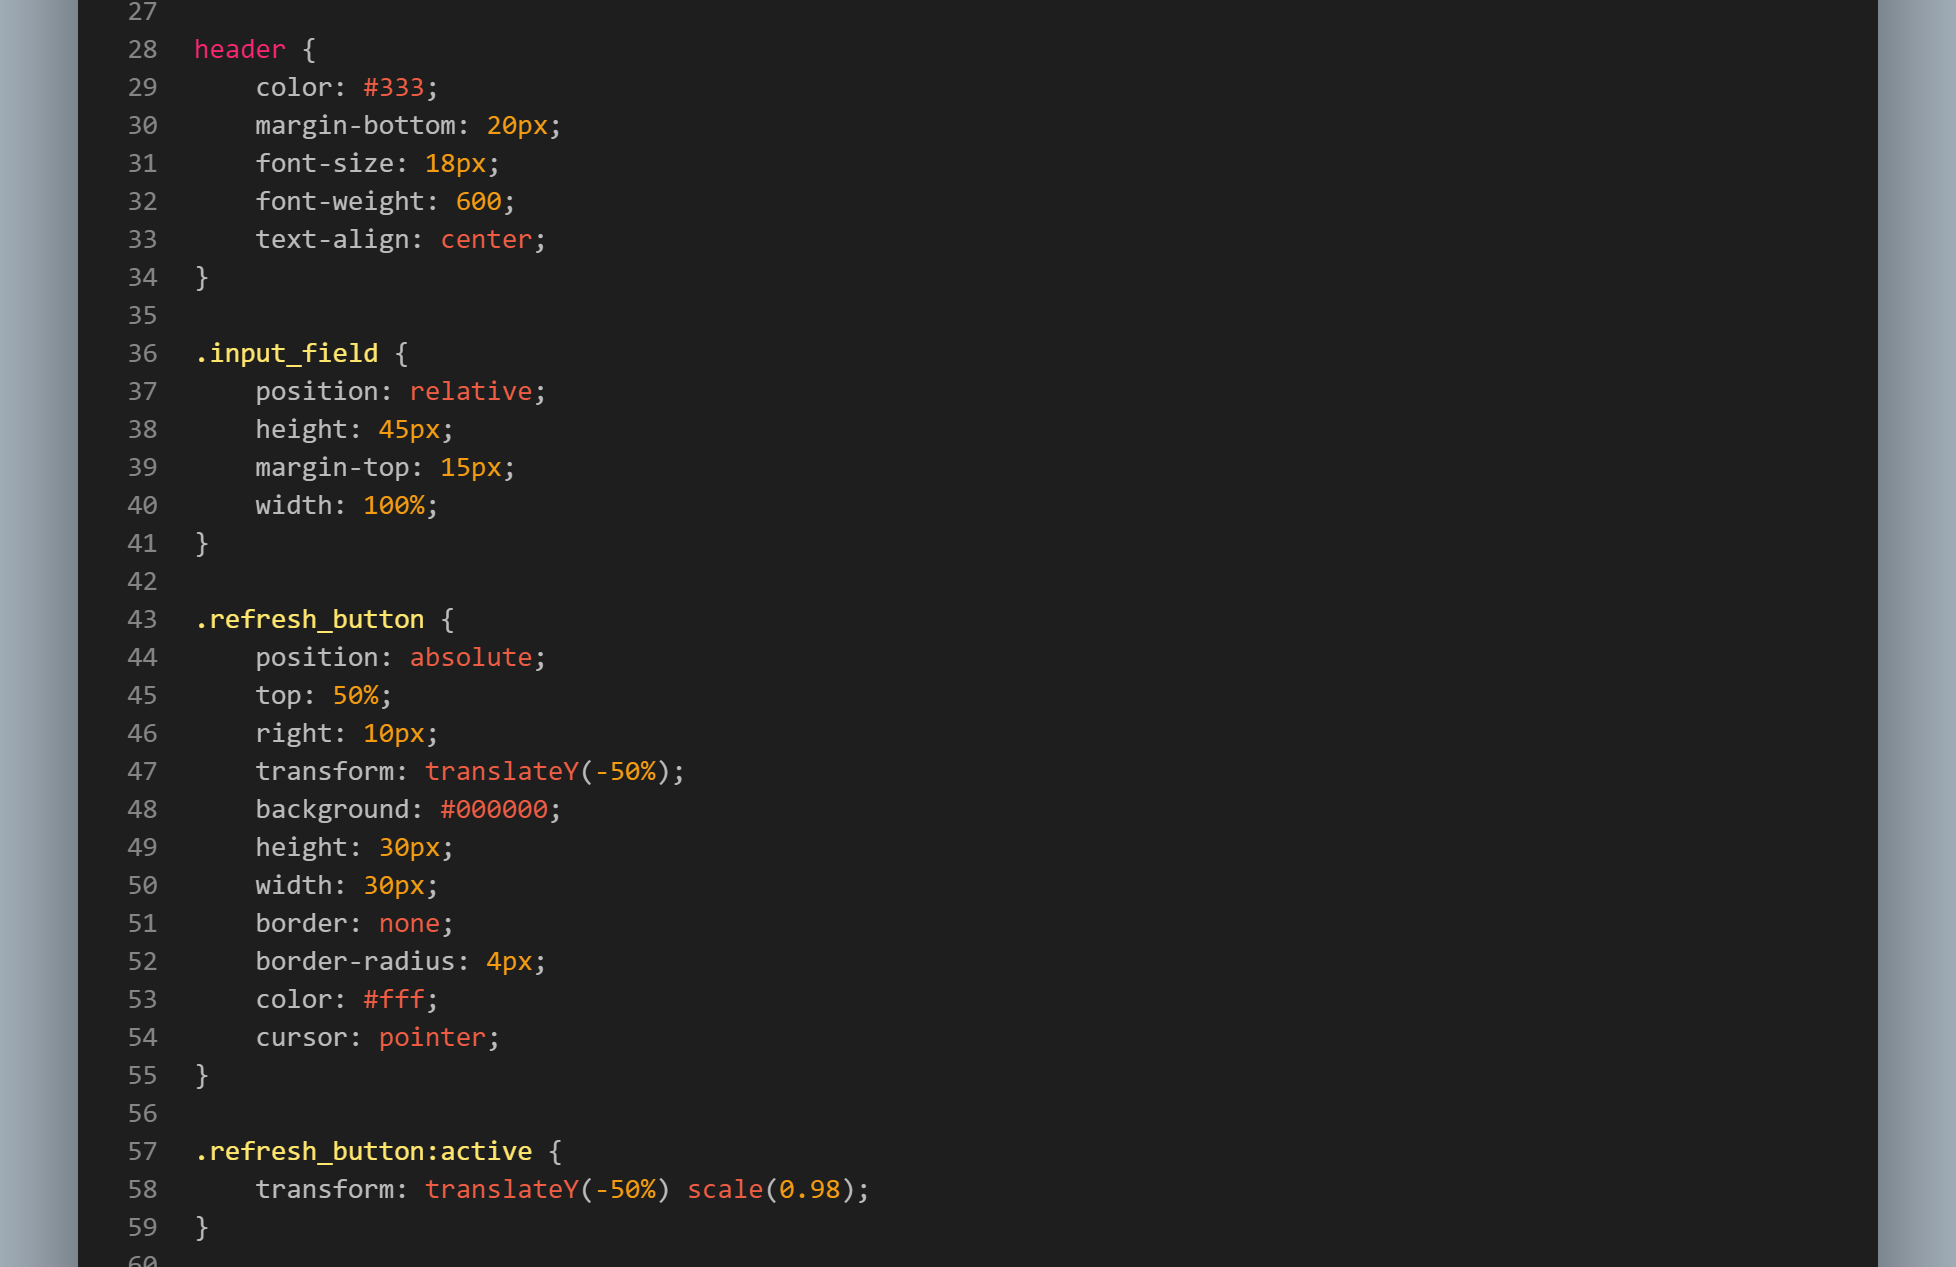 27
28 header {
29     color: #333;
30     margin-bottom: 20px;
31     font-size: 18px;
32     font-weight: 600;
33     text-align: center;
34 }
35
36 .input_field {
37     position: relative;
38     height: 45px;
39     margin-top: 15px;
40     width: 100%;
41 }
42
43 .refresh_button {
44     position: absolute;
45     top: 50%;
46     right: 10px;
47     transform: translateY(-50%);
48     background: #000000;
49     height: 30px;
50     width: 30px;
51     border: none;
52     border-radius: 4px;
53     color: #fff;
54     cursor: pointer;
55 }
56
57 .refresh_button:active {
58     transform: translateY(-50%) scale(0.98);
59 }
60